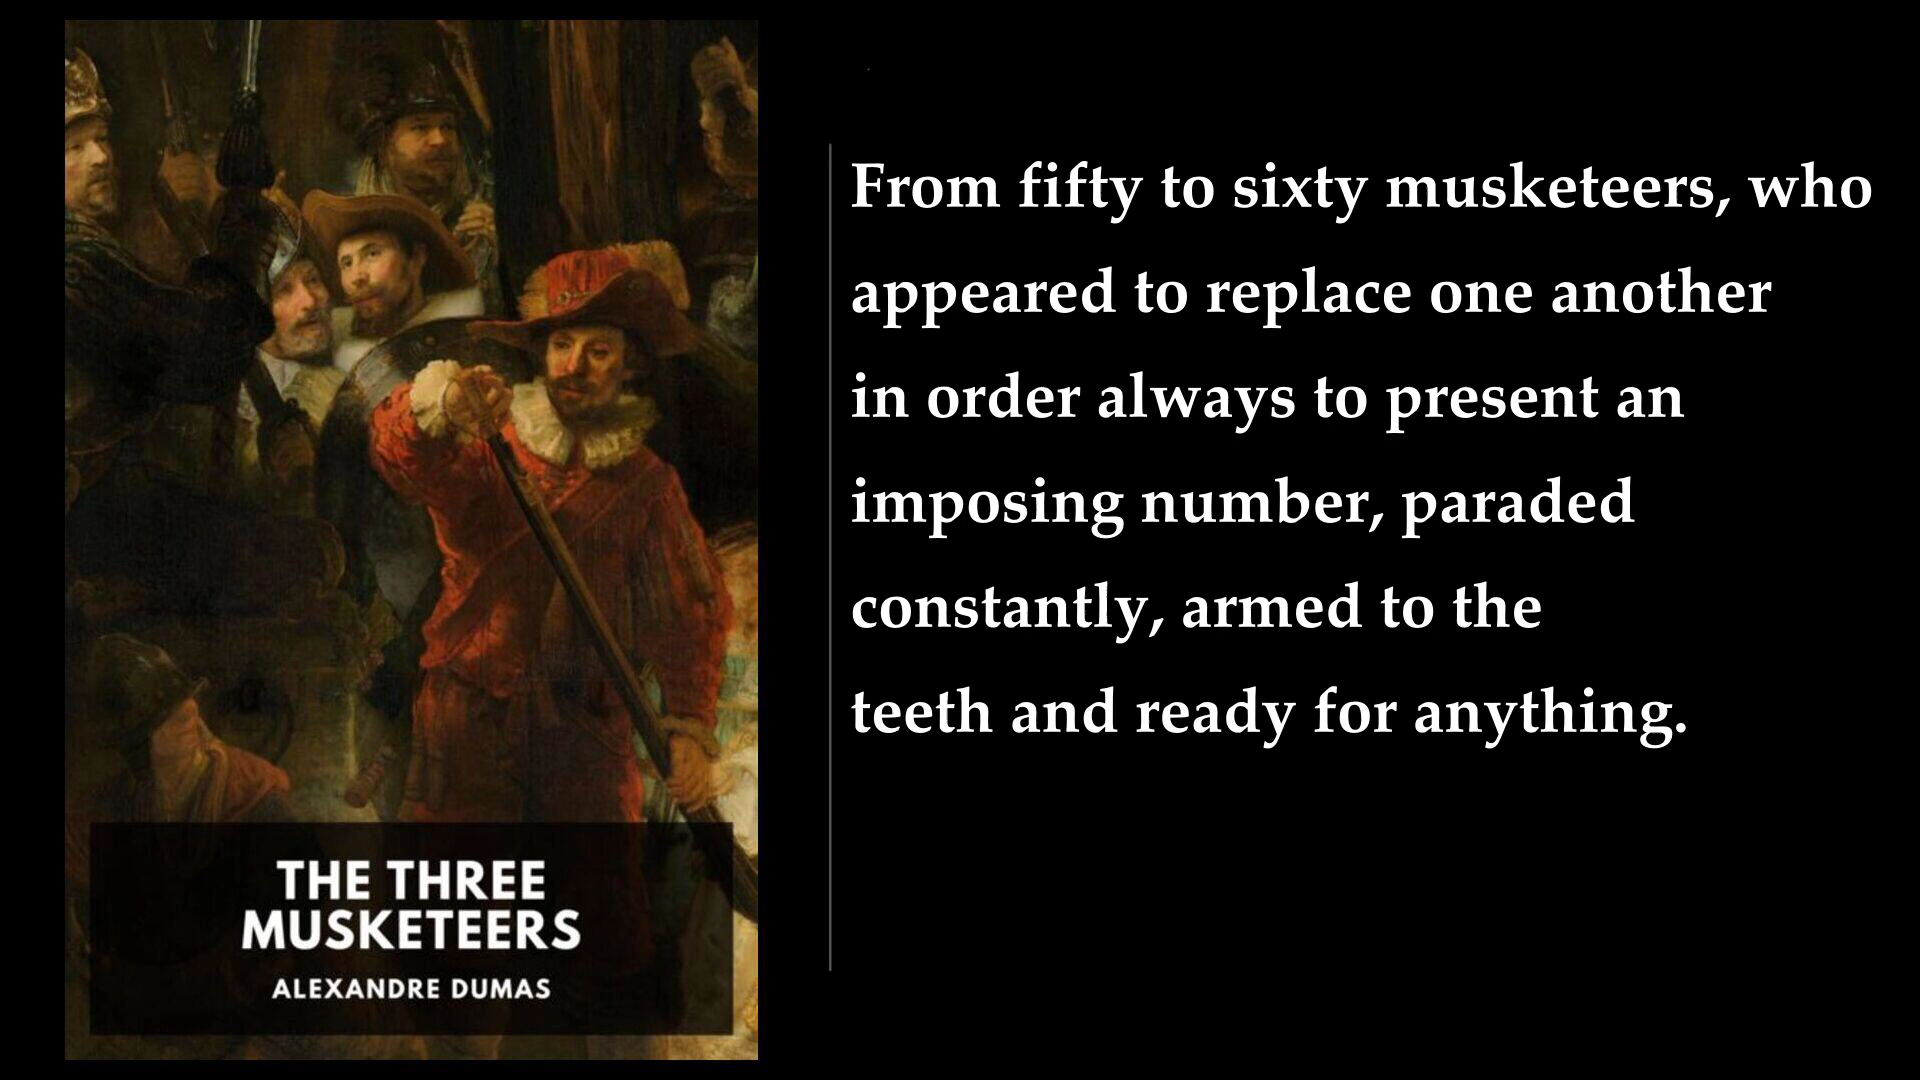 THE THREE
MUSKETEERS
ALEXANDRE DUMAS
From fifty to sixty musketeers, who
appeared to replace one another
in order always to present an
imposing number, paraded
constantly, armed to the
teeth and ready for anything.